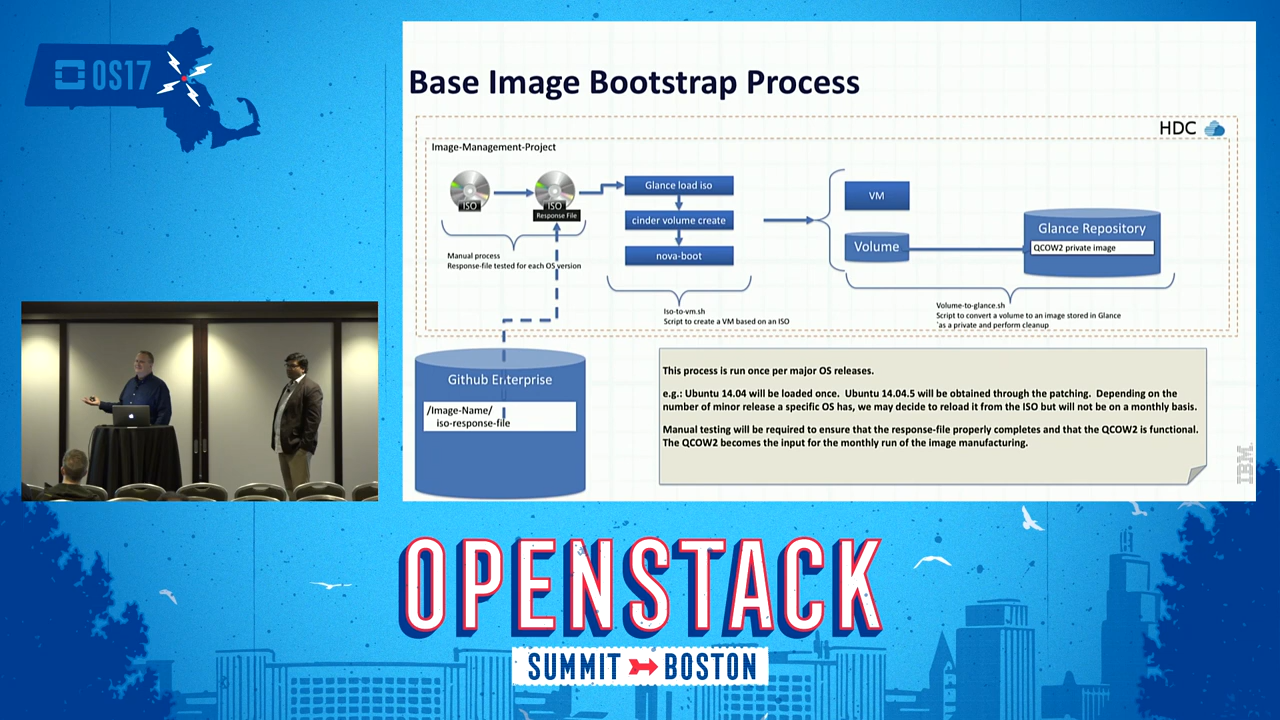 OS17
Base Image Bootstrap Process
HDC
Image-Management-Project
ISO
ISO
Response File
Glance load iso
cinder volume create
nova-boot
VM
Volume
Glance Repository
QCOW2 private image
Manual process
Response-file tested for each OS version
Iso-to-vm.sh
Script to create a VM based on an ISO
Volume-to-glance.sh
Script to convert a volume to an image stored in Glance
`as a private and perform cleanup
Github Enterprise
/Image-Name/
iso-response-file
This process is run once per major OS releases.
e.g.: Ubuntu 14.04 will be loaded once. Ubuntu 14.04.5 will be obtained through the patching. Depending on the
number of minor release a specific OS has, we may decide to reload it from the ISO but will not be on a monthly basis.
Manual testing will be required to ensure that the response-file properly completes and that the QCOW2 is functional.
The QCOW2 becomes the input for the monthly run of the image manufacturing.
IBM
OPENSTACK
SUMMIT BOSTON